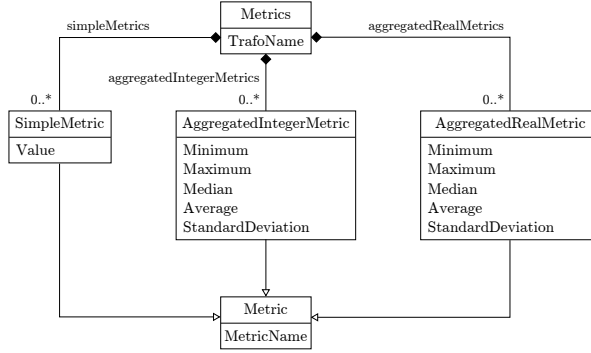 Metrics
TrafoName
simpleMetrics
aggregatedRealMetrics
aggregatedIntegerMetrics
0..*
0..*
0..*
SimpleMetric
Value
AggregatedIntegerMetric
Minimum
Maximum
Median
Average
StandardDeviation
AggregatedRealMetric
Minimum
Maximum
Median
Average
StandardDeviation
Metric
MetricName